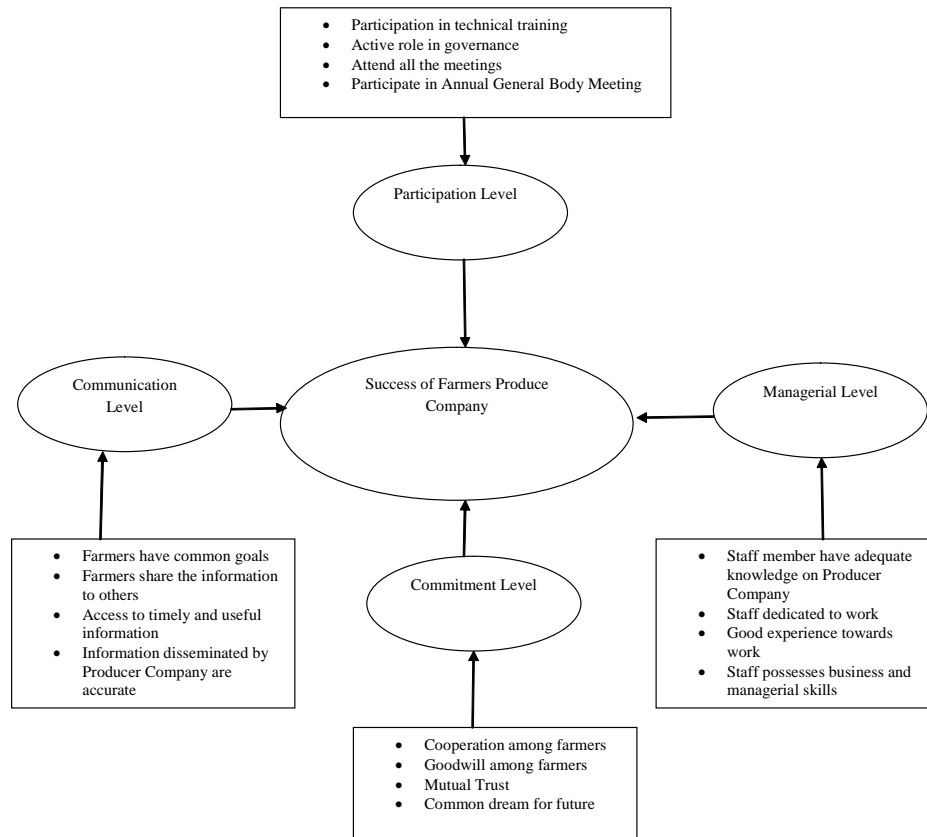 • Participation in technical training
• Active role in governance
• Attend all the meetings
• Participate in Annual General Body Meeting
Participation Level
Communication
Level
Success of Farmers Produce
Company
Managerial Level
• Farmers have common goals
• Farmers share the information
to others
• Access to timely and useful
information
• Information disseminated by
Producer Company are
accurate
Commitment Level
• Staff member have adequate
knowledge on Producer
Company
• Staff dedicated to work
• Good experience towards
work
• Staff possesses business and
managerial skills
• Cooperation among farmers
• Goodwill among farmers
• Mutual Trust
• Common dream for future